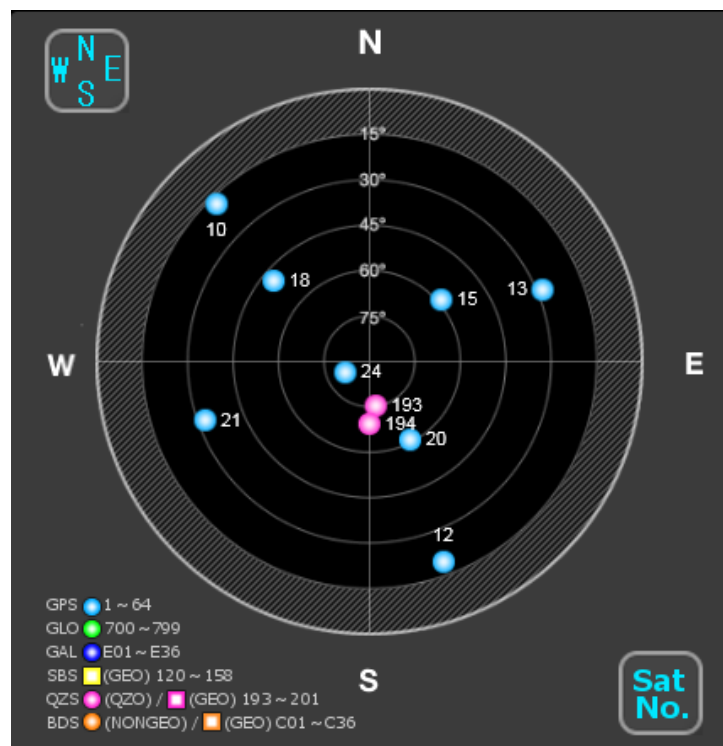 N
W E
S
N
15°
30°
45°
60°
75°
10
18
15
13
W
E
24
193
194
21
20
12
S
GPS 1 ~ 64
GLO 700 ~ 799
GAL E01 ~ E36
SBS (GEO) 120 ~ 158
QZS (QZO) / (GEO) 193 ~ 201
BDS (NONGEO) / (GEO) C01 ~ C36
Sat
No.